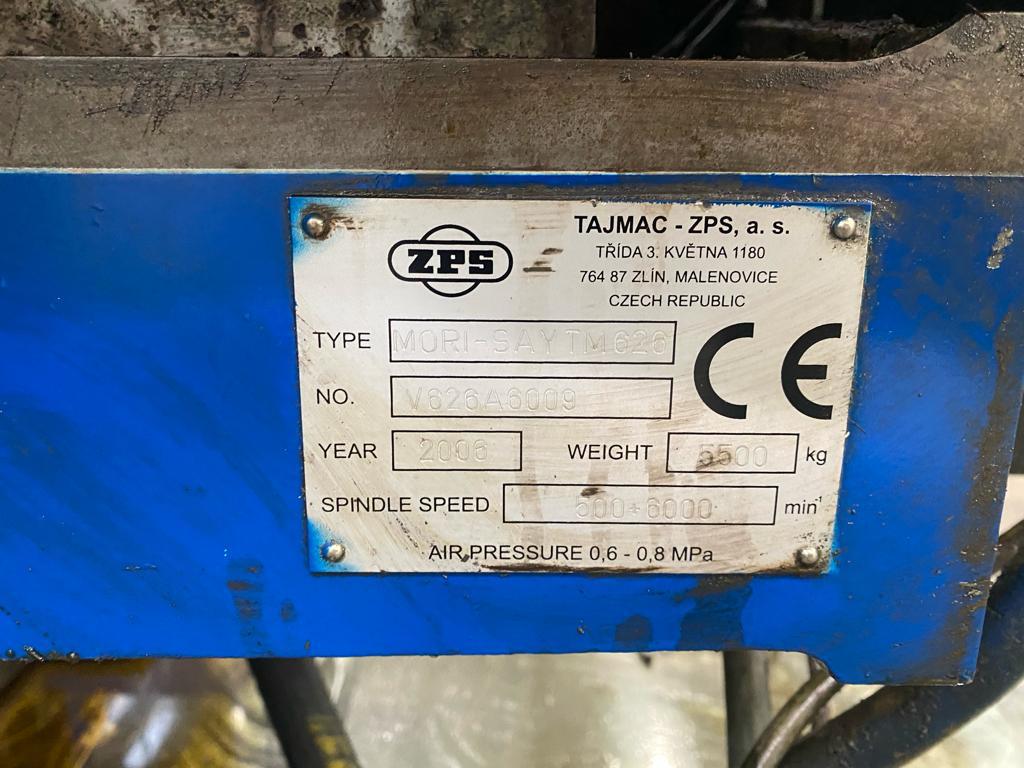 ZPS
TAJMAC - ZPS, a. s.
TŘÍDA 3. KVĚTNA 1180
764 87 ZLÍN, MALENOVICE
CZECH REPUBLIC
TYPE MORI-SAY TM626
CE
NO. V626A6009
YEAR 2006 WEIGHT 5500 kg
SPINDLE SPEED 500÷6000 min⁻¹
AIR PRESSURE 0,6 - 0,8 MPa